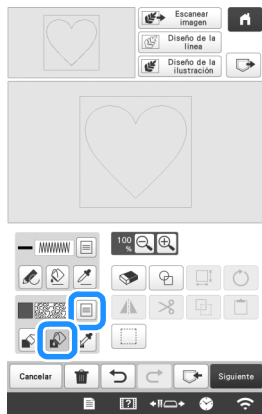 Escanear
imagen
Diseño de la
línea
Diseño de la
ilustración
100
%
Cancelar
Siguiente